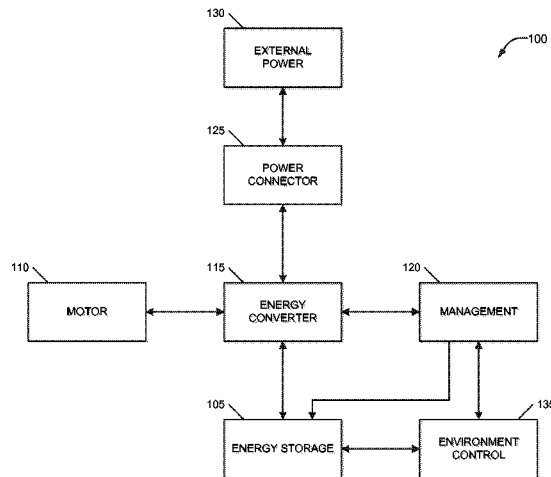 130
EXTERNAL
POWER
100
125
POWER
CONNECTOR
110
115
120
MOTOR
ENERGY
CONVERTER
MANAGEMENT
105
135
ENERGY STORAGE
ENVIRONMENT
CONTROL